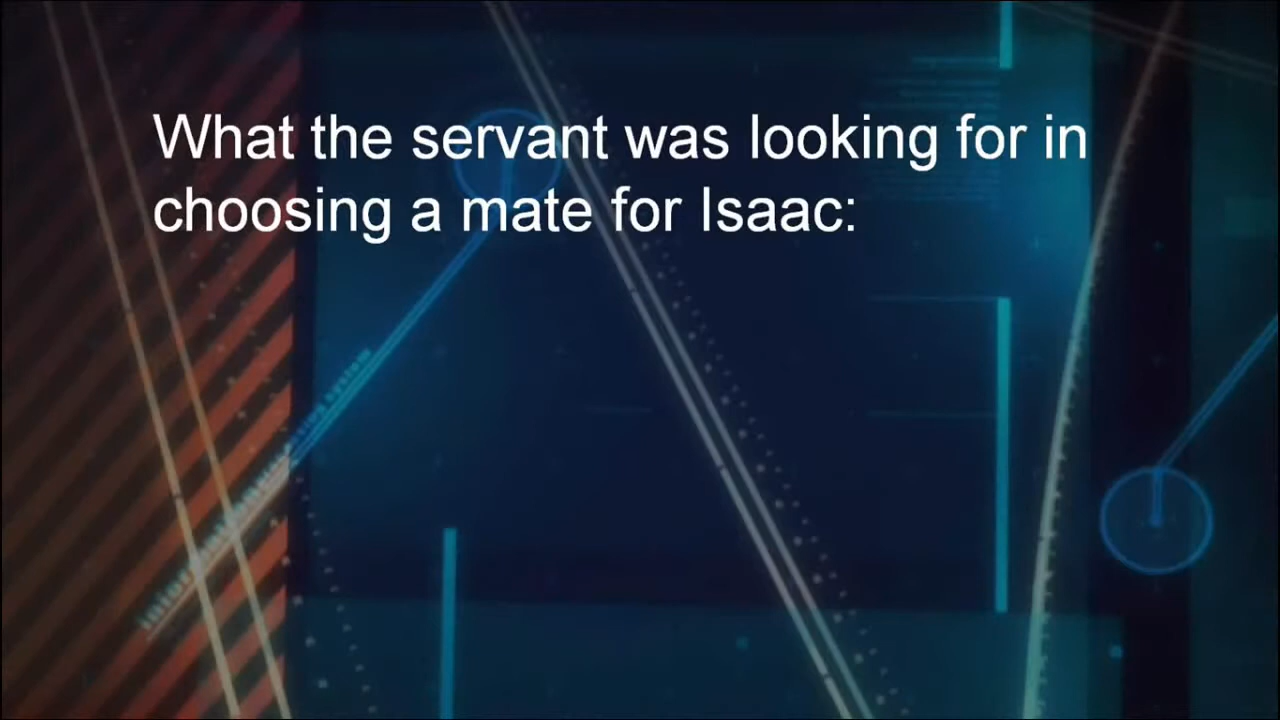 What the servant was looking for in
choosing a mate for Isaac: